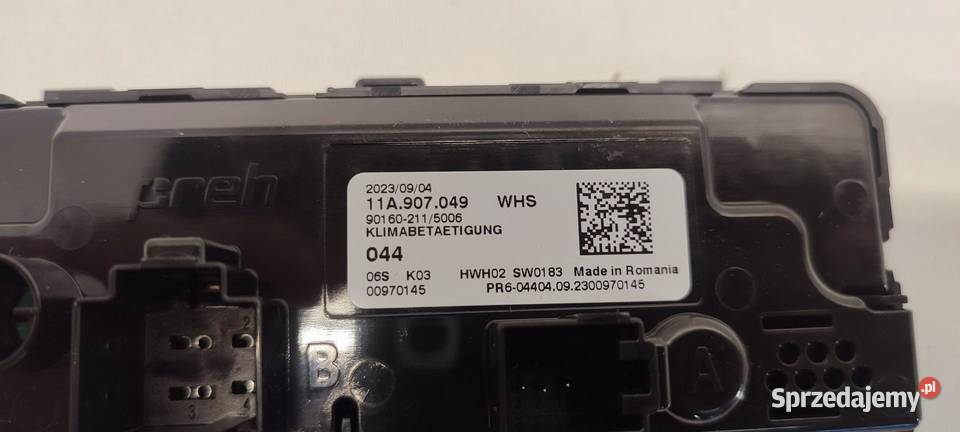 preh
2023/09/04
11A.907.049 WHS
90160-211/5006
KLIMABETAETIGUNG
044
06S K03 HWH02 SW0183 Made in Romania
00970145 PR6-04404.09.2300970145
2
B
A
3 4
Sprzedajemy.pl